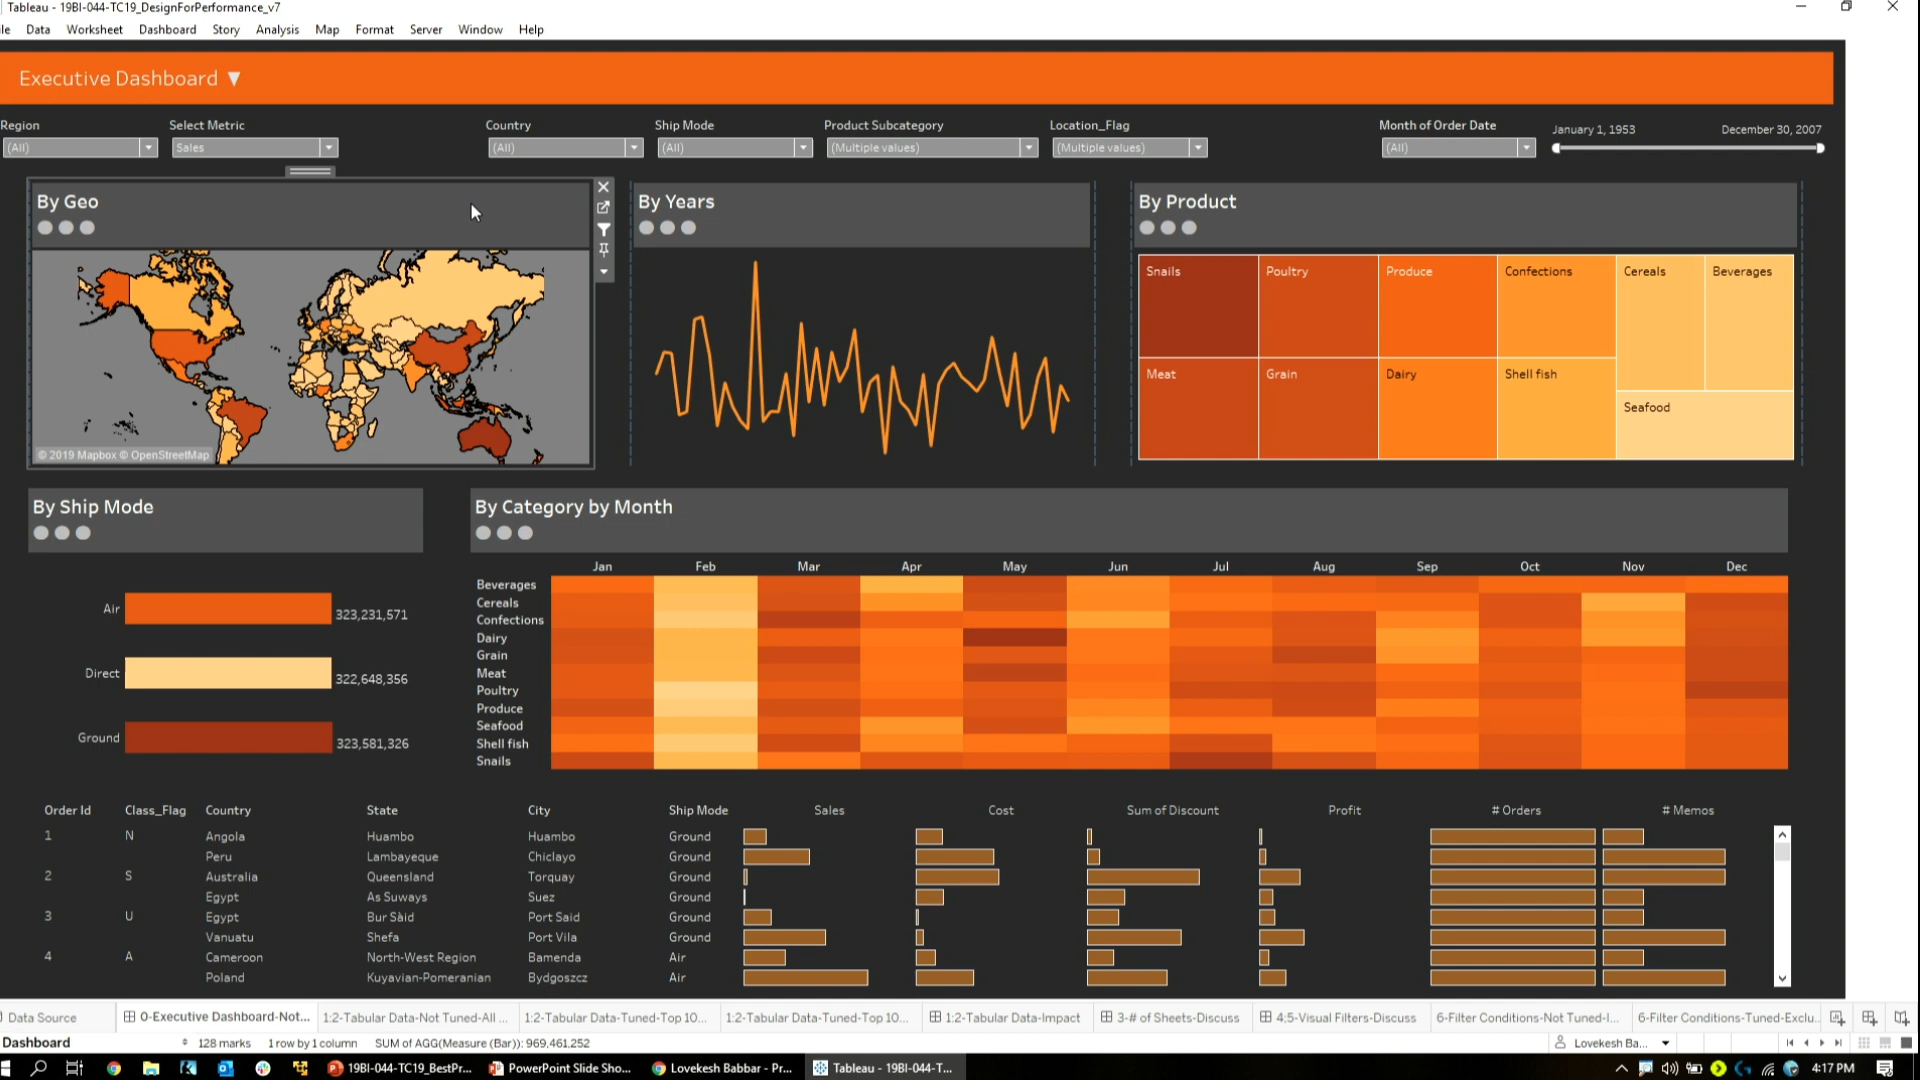 Tableau - 19BI-044-TC19_DesignForPerformance_v7
ile Data Worksheet Dashboard Story Analysis Map Format Server Window Help
Executive Dashboard ▼
Region Select Metric Country Ship Mode Product Subcategory Location_Flag Month of Order Date January 1, 1953 December 30, 2007
(All) Sales (All) (All) (Multiple values) (Multiple values) (All)
By Geo
© 2019 Mapbox © OpenStreetMap
By Years
By Product
Snails Poultry Produce Confections Cereals Beverages
Meat Grain Dairy Shell fish
Seafood
By Ship Mode
Air 323,231,571
Direct 322,648,356
Ground 323,581,326
By Category by Month
Jan Feb Mar Apr May Jun Jul Aug Sep Oct Nov Dec
Beverages
Cereals
Confections
Dairy
Grain
Meat
Poultry
Produce
Seafood
Shell fish
Snails
Order Id Class_Flag Country State City Ship Mode Sales Cost Sum of Discount Profit # Orders # Memos
1 N Angola Huambo Huambo Ground
Peru Lambayeque Chiclayo Ground
2 S Australia Queensland Torquay Ground
Egypt As Suways Suez Ground
3 U Egypt Bur Sàid Port Said Ground
Vanuatu Shefa Port Vila Ground
4 A Cameroon North-West Region Bamenda Air
Poland Kuyavian-Pomeranian Bydgoszcz Air
Data Source 0-Executive Dashboard-Not... 1:2-Tabular Data-Not Tuned-All ... 1:2-Tabular Data-Tuned-Top 10... 1:2-Tabular Data-Tuned-Top 10... 1:2-Tabular Data-Impact 3-# of Sheets-Discuss 4;5-Visual Filters-Discuss 6-Filter Conditions-Not Tuned-I... 6-Filter Conditions-Tuned-Exclu...
Dashboard 128 marks 1 row by 1 column SUM of AGG(Measure (Bar)): 969,461,252 Lovekesh Ba...
19BI-044-TC19_BestPr... PowerPoint Slide Sho... Lovekesh Babbar - Pr... Tableau - 19BI-044-T... 4:17 PM